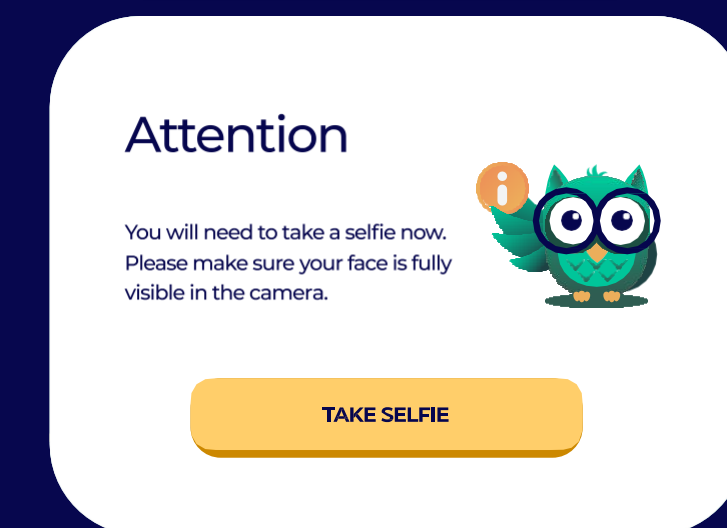 Attention
i
You will need to take a selfie now.
Please make sure your face is fully
visible in the camera.
TAKE SELFIE